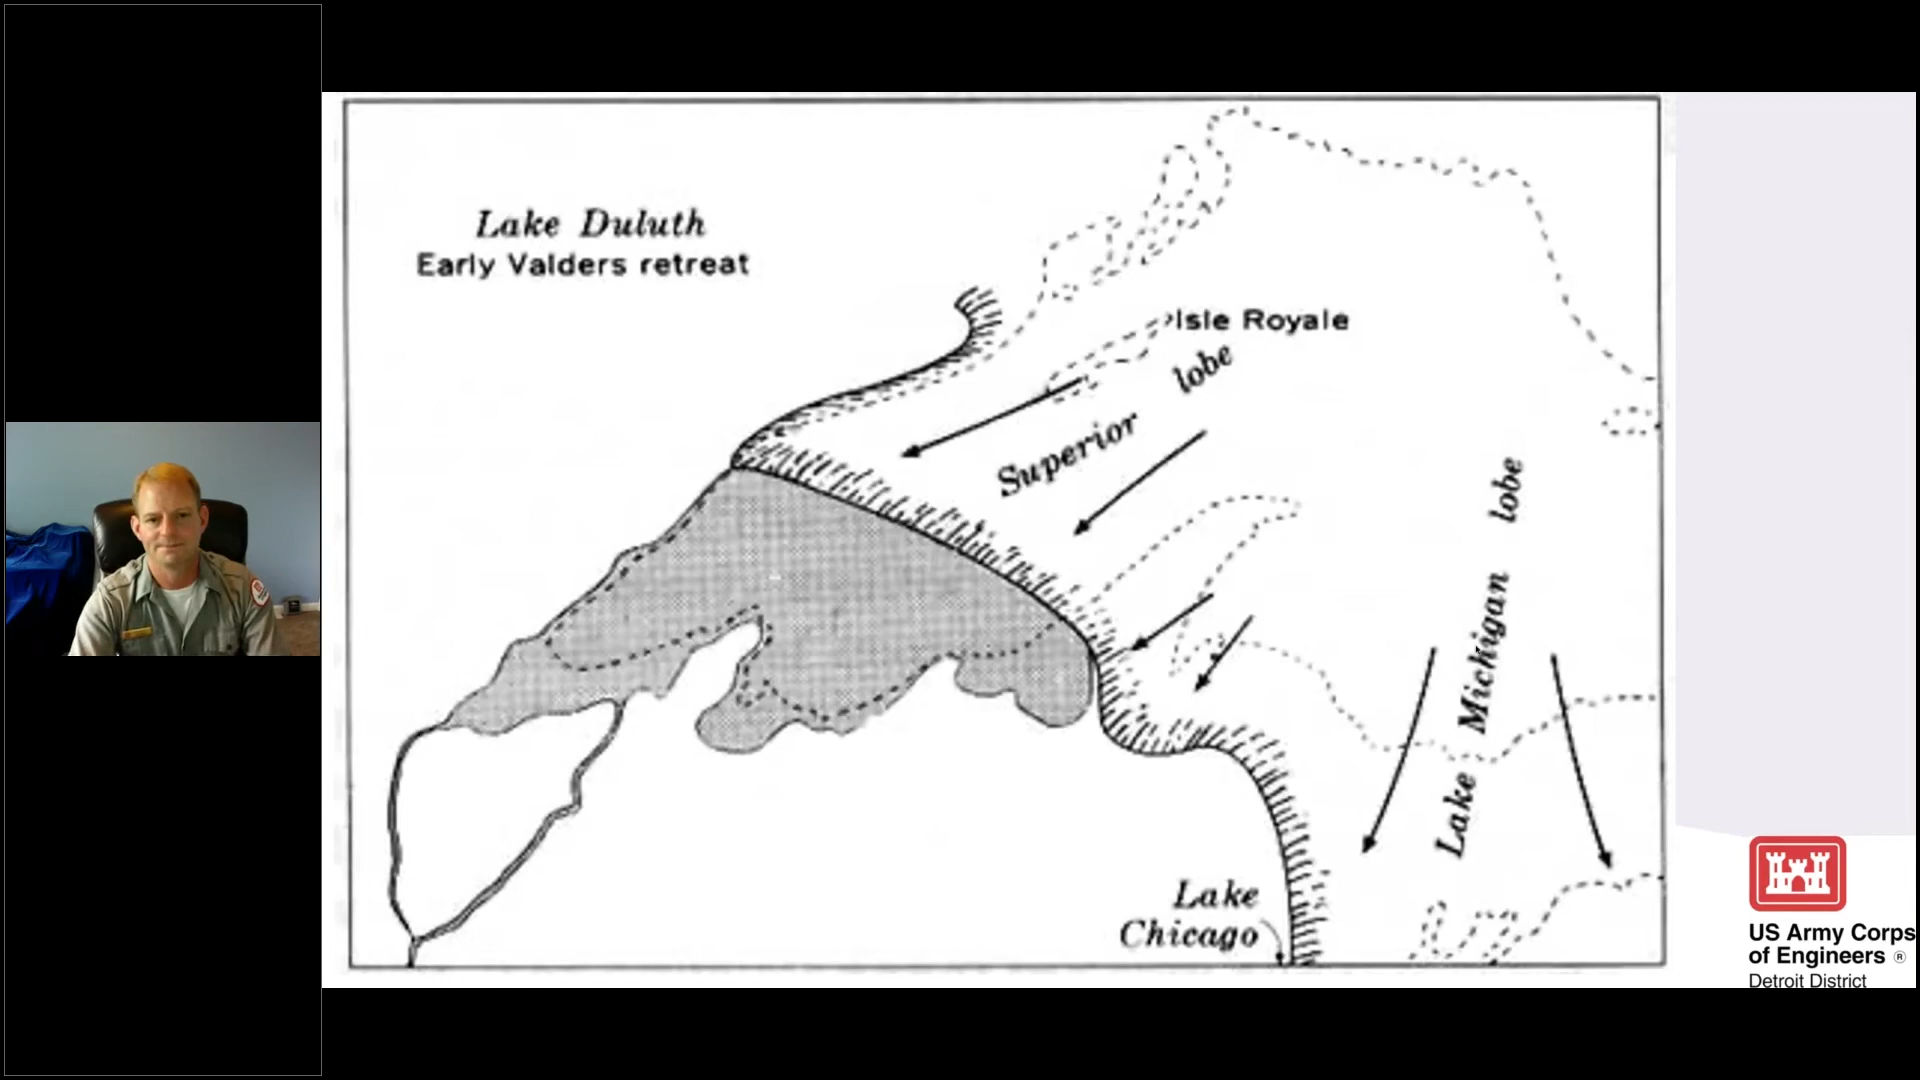 Lake Duluth
Early Valders retreat
Isle Royale
Superior lobe
Lake Michigan lobe
Lake
Chicago
US Army Corps
of Engineers ®
Detroit District